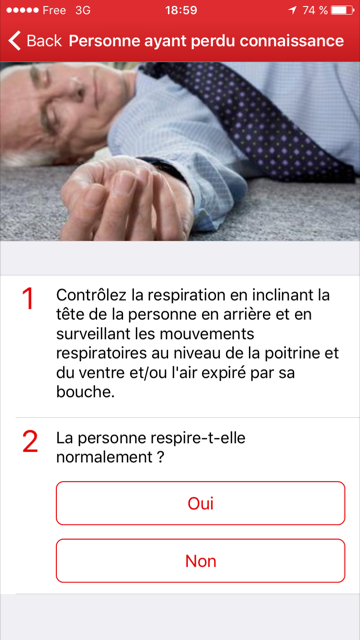 Free 3G 18:59 74 %
Back Personne ayant perdu connaissance
1 Contrôlez la respiration en inclinant la
tête de la personne en arrière et en
surveillant les mouvements
respiratoires au niveau de la poitrine et
du ventre et/ou l'air expiré par sa
bouche.
2 La personne respire-t-elle
normalement ?
Oui
Non